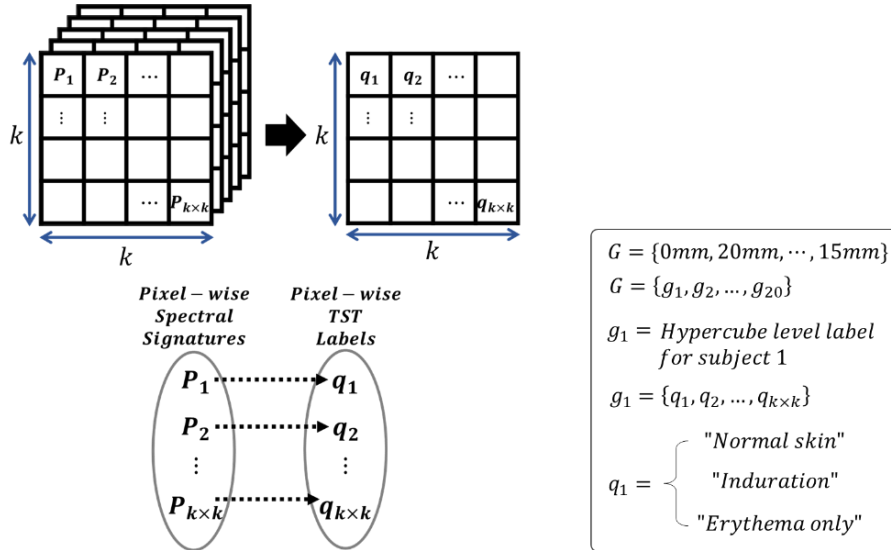 P₁ P₂ ⋯
⋮ ⋮
k
⋯ Pₖ×ₖ
k
q₁ q₂ ⋯
⋮ ⋮
k
⋯ qₖ×ₖ
k
Pixel − wise
Spectral
Signatures
P₁
P₂
⋮
Pₖ×ₖ
Pixel − wise
TST
Labels
q₁
q₂
⋮
qₖ×ₖ
G = {0mm, 20mm, ⋯, 15mm}
G = {g₁, g₂, ..., g₂₀}
g₁ = Hypercube level label
for subject 1
g₁ = {q₁, q₂, ..., qₖ×ₖ}
"Normal skin"
q₁ = "Induration"
"Erythema only"